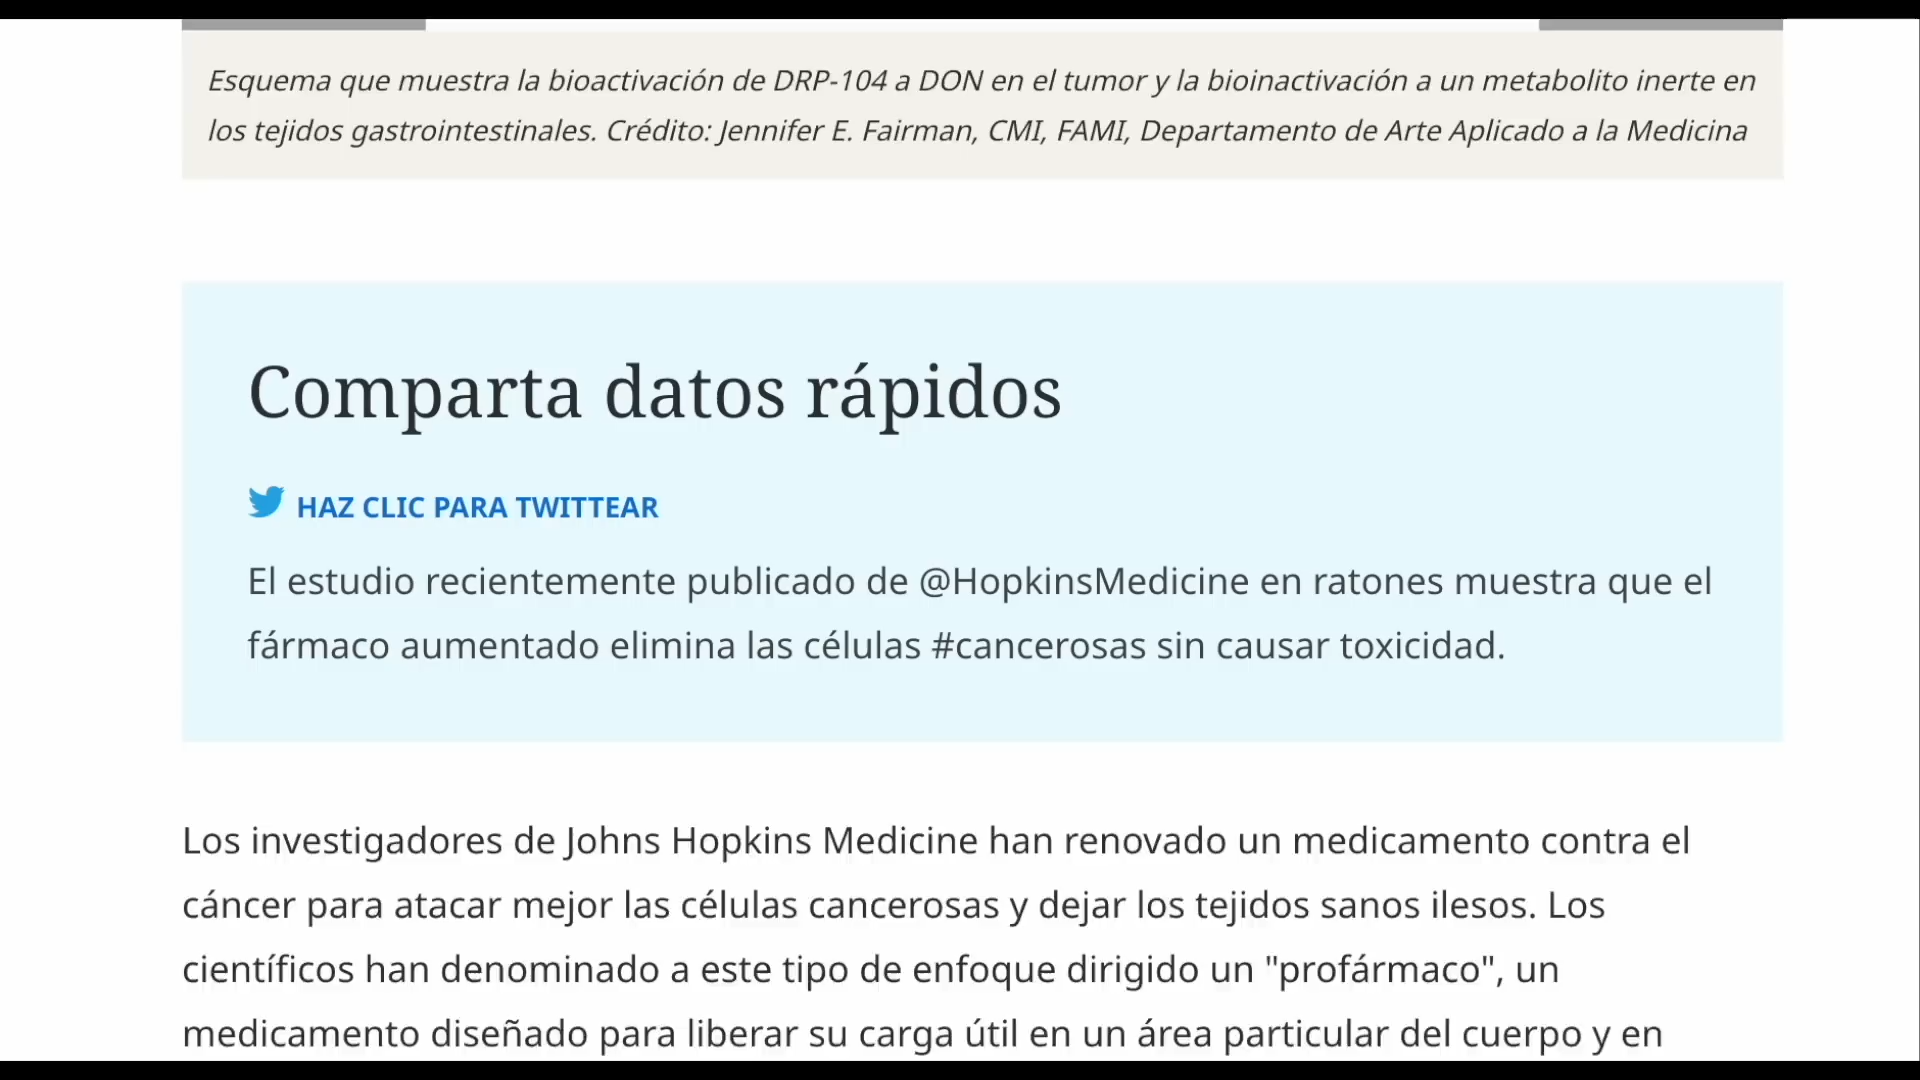 Esquema que muestra la bioactivación de DRP-104 a DON en el tumor y la bioinactivación a un metabolito inerte en
los tejidos gastrointestinales. Crédito: Jennifer E. Fairman, CMI, FAMI, Departamento de Arte Aplicado a la Medicina
Comparta datos rápidos
HAZ CLIC PARA TWITTEAR
El estudio recientemente publicado de @HopkinsMedicine en ratones muestra que el
fármaco aumentado elimina las células #cancerosas sin causar toxicidad.
Los investigadores de Johns Hopkins Medicine han renovado un medicamento contra el
cáncer para atacar mejor las células cancerosas y dejar los tejidos sanos ilesos. Los
científicos han denominado a este tipo de enfoque dirigido un "profármaco", un
medicamento diseñado para liberar su carga útil en un área particular del cuerpo y en